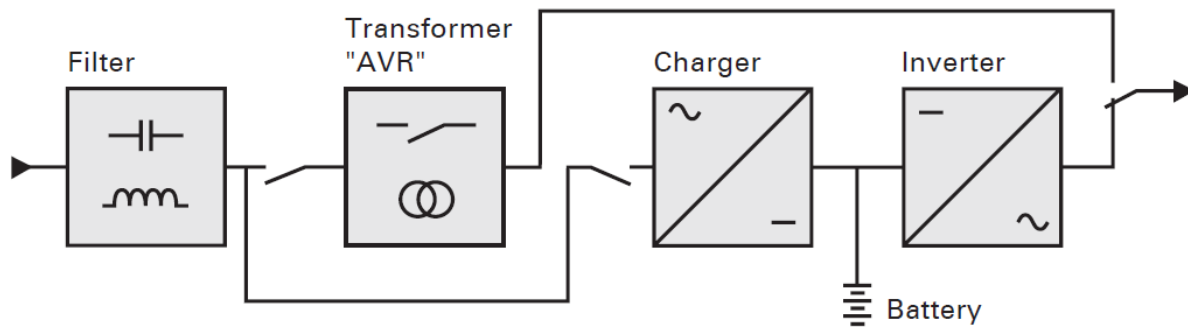 Filter
Transformer
"AVR"
Charger
Inverter
Battery